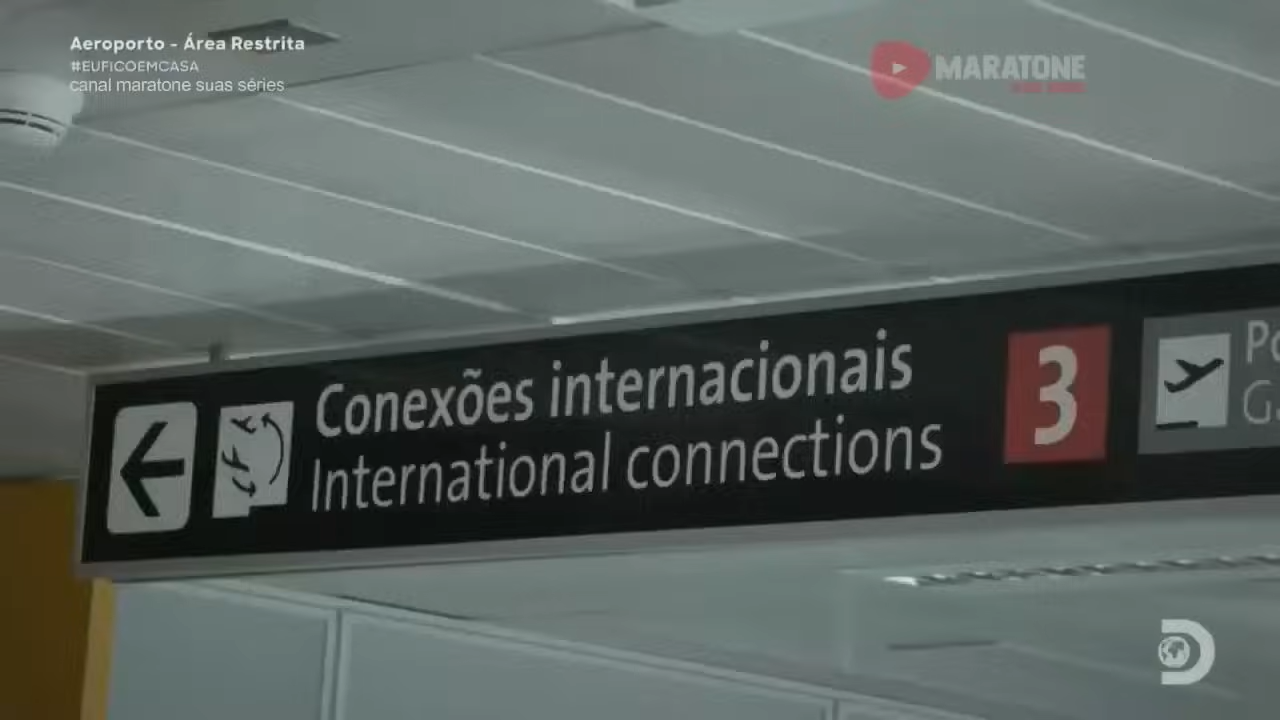 Aeroporto - Área Restrita
#EUFICOEMCASA
canal maratone suas séries
MARATONE
Conexões internacionais
International connections
3